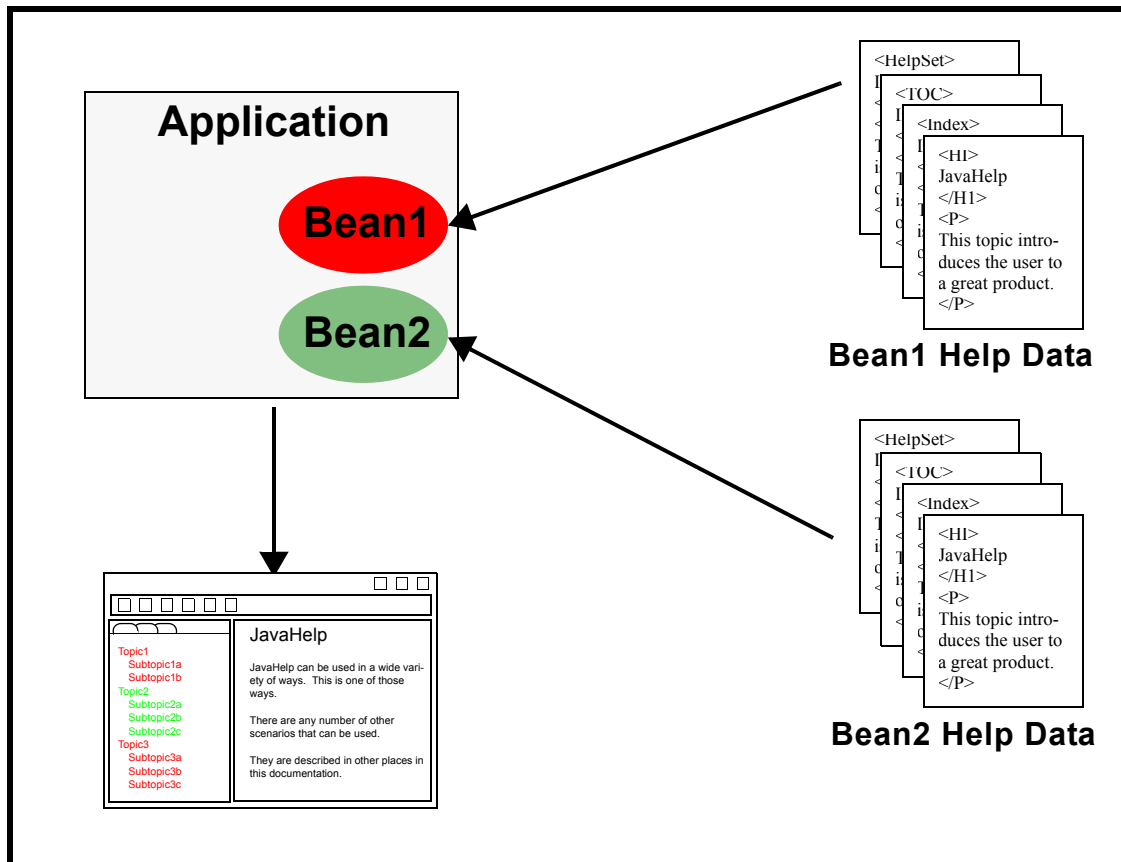 Application
Bean1
Bean2
<HelpSet>
<TOC>
<Index>
<HI>
JavaHelp
</H1>
<P>
This topic intro-
duces the user to
a great product.
</P>
Bean1 Help Data
<HelpSet>
<TOC>
<Index>
<HI>
JavaHelp
</H1>
<P>
This topic intro-
duces the user to
a great product.
</P>
Bean2 Help Data
Topic1
Subtopic1a
Subtopic1b
Topic2
Subtopic2a
Subtopic2b
Subtopic2c
Topic3
Subtopic3a
Subtopic3b
Subtopic3c
JavaHelp
JavaHelp can be used in a wide vari-
ety of ways. This is one of those
ways.
There are any number of other
scenarios that can be used.
They are described in other places in
this documentation.